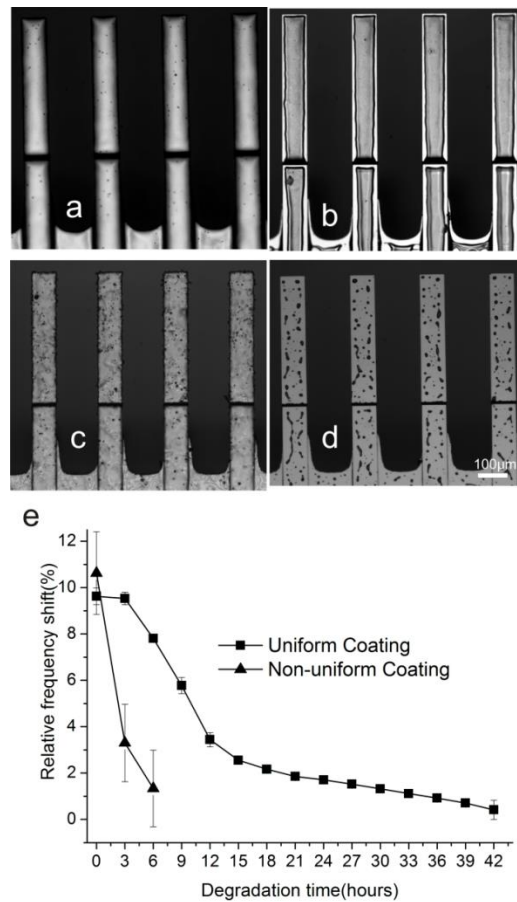 a
b
c
d
100μm
e
Relative frequency shift(%)
12
10
8
6
4
2
0
Uniform Coating
Non-uniform Coating
0 3 6 9 12 15 18 21 24 27 30 33 36 39 42
Degradation time(hours)